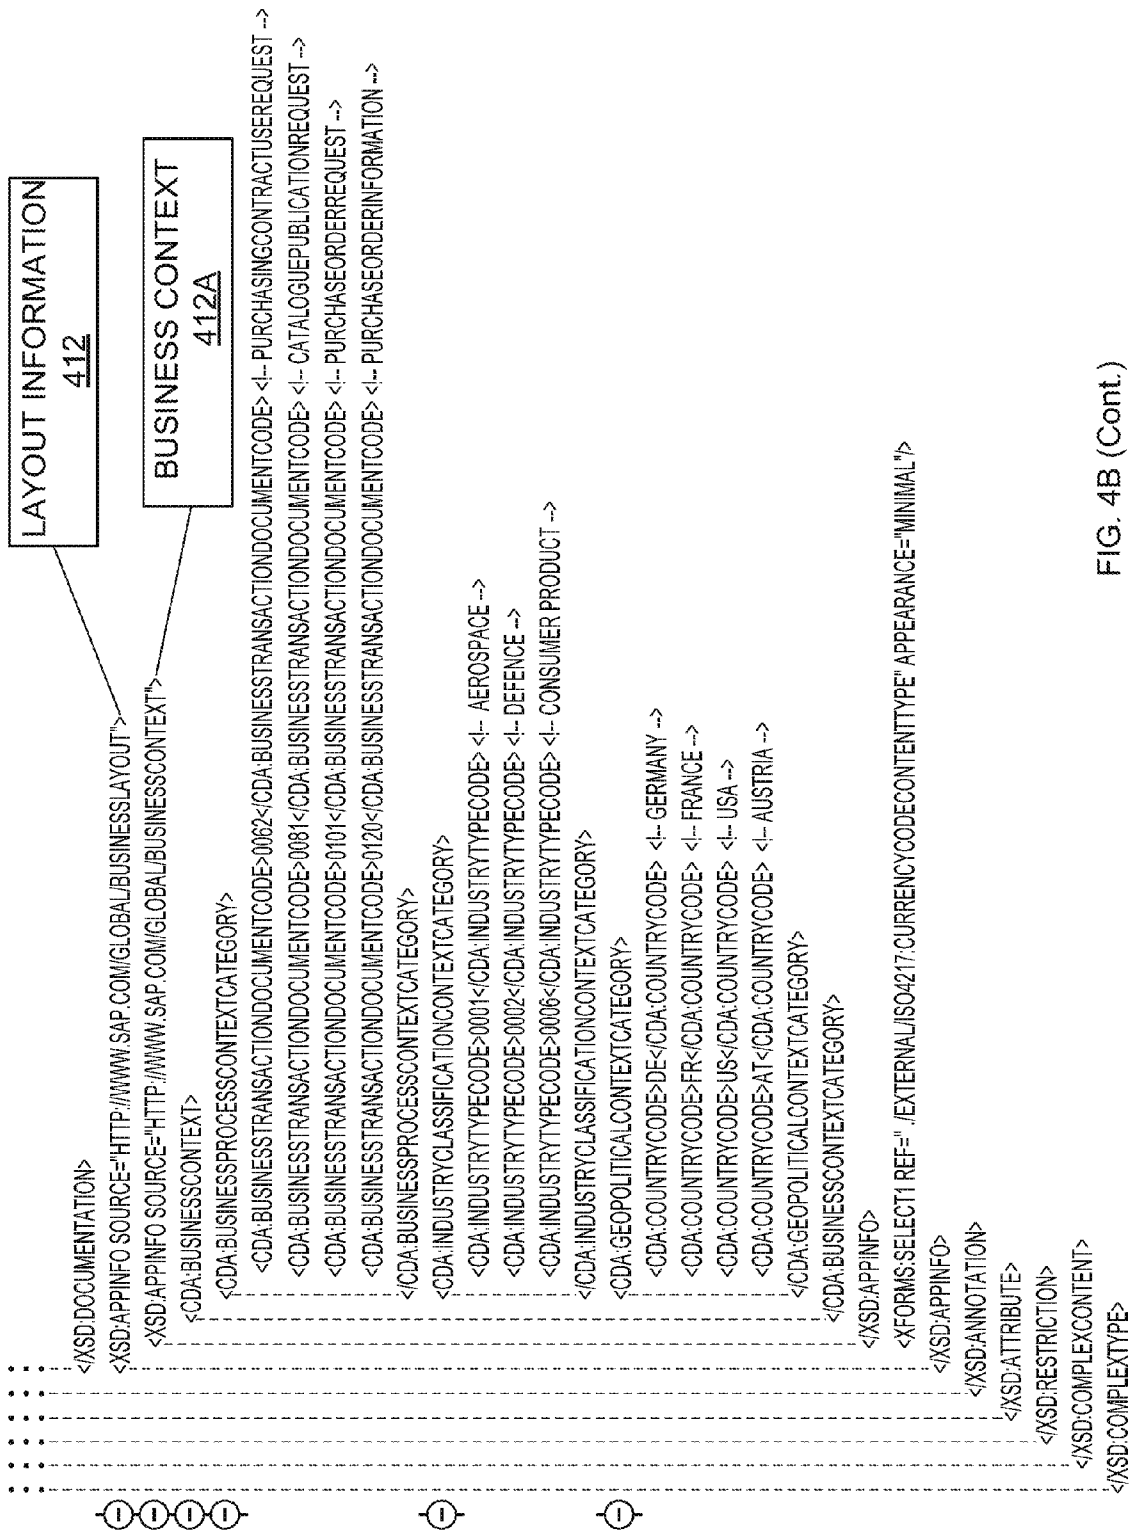 LAYOUT INFORMATION
412
BUSINESS CONTEXT
412A
</XSD:DOCUMENTATION>
<XSD:APPINFO SOURCE="HTTP://WWW.SAP.COM/GLOBAL/BUSINESSLAYOUT">
<XSD:APPINFO SOURCE="HTTP://WWW.SAP.COM/GLOBAL/BUSINESSCONTEXT">
<CDA:BUSINESSCONTEXT>
<CDA:BUSINESSPROCESSCONTEXTCATEGORY>
<CDA:BUSINESSTRANSACTIONDOCUMENTCODE>0062</CDA:BUSINESSTRANSACTIONDOCUMENTCODE> <!-- PURCHASINGCONTRACTUSEREQUEST -->
<CDA:BUSINESSTRANSACTIONDOCUMENTCODE>0081</CDA:BUSINESSTRANSACTIONDOCUMENTCODE> <!-- CATALOGUEPUBLICATIONREQUEST -->
<CDA:BUSINESSTRANSACTIONDOCUMENTCODE>0101</CDA:BUSINESSTRANSACTIONDOCUMENTCODE> <!-- PURCHASEORDERREQUEST -->
<CDA:BUSINESSTRANSACTIONDOCUMENTCODE>0120</CDA:BUSINESSTRANSACTIONDOCUMENTCODE> <!-- PURCHASEORDERINFORMATION -->
</CDA:BUSINESSPROCESSCONTEXTCATEGORY>
<CDA:INDUSTRYCLASSIFICATIONCONTEXTCATEGORY>
<CDA:INDUSTRYTYPECODE>0001</CDA:INDUSTRYTYPECODE> <!-- AEROSPACE -->
<CDA:INDUSTRYTYPECODE>0002</CDA:INDUSTRYTYPECODE> <!-- DEFENCE -->
<CDA:INDUSTRYTYPECODE>0006</CDA:INDUSTRYTYPECODE> <!-- CONSUMER PRODUCT -->
</CDA:INDUSTRYCLASSIFICATIONCONTEXTCATEGORY>
<CDA:GEOPOLITICALCONTEXTCATEGORY>
<CDA:COUNTRYCODE>DE</CDA:COUNTRYCODE> <!-- GERMANY -->
<CDA:COUNTRYCODE>FR</CDA:COUNTRYCODE> <!-- FRANCE -->
<CDA:COUNTRYCODE>US</CDA:COUNTRYCODE> <!-- USA -->
<CDA:COUNTRYCODE>AT</CDA:COUNTRYCODE> <!-- AUSTRIA -->
</CDA:GEOPOLITICALCONTEXTCATEGORY>
</CDA:BUSINESSCONTEXTCATEGORY>
</XSD:APPINFO>
<XFORMS:SELECT1 REF="../EXTERNAL/ISO4217:CURRENCYCODECONTENTTYPE" APPEARANCE="MINIMAL"/>
</XSD:APPINFO>
</XSD:ANNOTATION>
</XSD:ATTRIBUTE>
</XSD:RESTRICTION>
</XSD:COMPLEXCONTENT>
</XSD:COMPLEXTYPE>
FIG. 4B (Cont.)